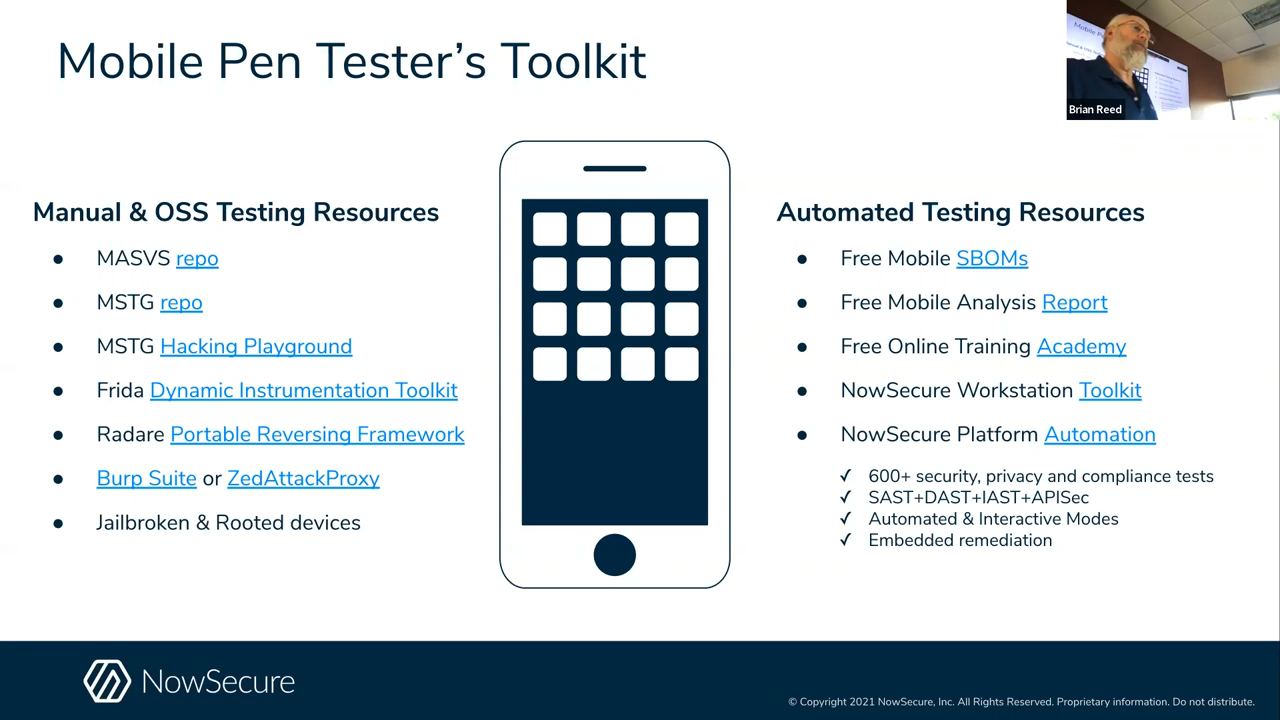 Mobile Pen Tester's Toolkit
Brian Reed
Manual & OSS Testing Resources
● MASVS repo
● MSTG repo
● MSTG Hacking Playground
● Frida Dynamic Instrumentation Toolkit
● Radare Portable Reversing Framework
● Burp Suite or ZedAttackProxy
● Jailbroken & Rooted devices
Automated Testing Resources
● Free Mobile SBOMs
● Free Mobile Analysis Report
● Free Online Training Academy
● NowSecure Workstation Toolkit
● NowSecure Platform Automation
✓ 600+ security, privacy and compliance tests
✓ SAST+DAST+IAST+APISec
✓ Automated & Interactive Modes
✓ Embedded remediation
NowSecure
© Copyright 2021 NowSecure, Inc. All Rights Reserved. Proprietary information. Do not distribute.